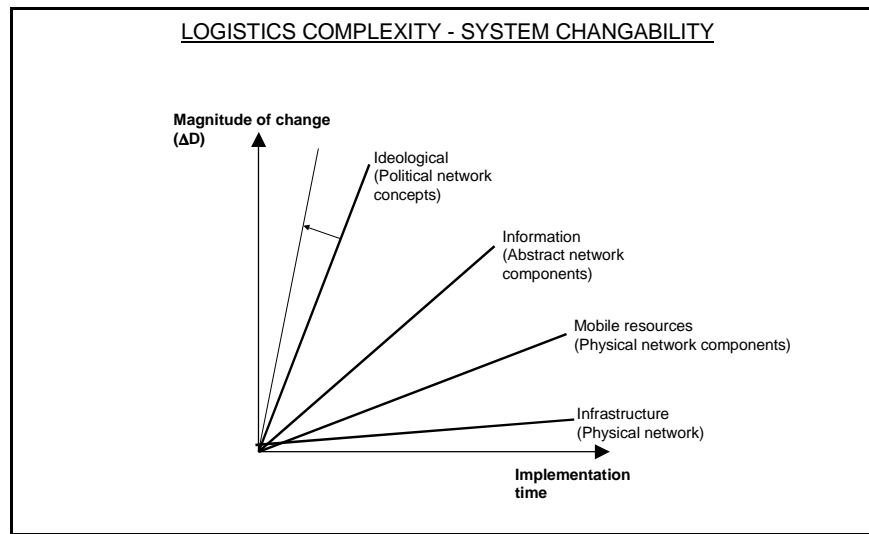 LOGISTICS COMPLEXITY - SYSTEM CHANGABILITY
Magnitude of change
(ΔD)
Ideological
(Political network
concepts)
Information
(Abstract network
components)
Mobile resources
(Physical network components)
Infrastructure
(Physical network)
Implementation
time